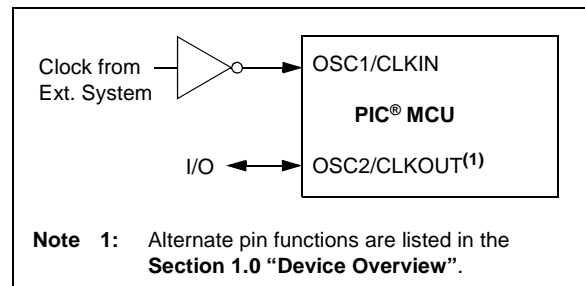 Clock from
Ext. System
OSC1/CLKIN
PIC® MCU
I/O
OSC2/CLKOUT(1)
Note 1: Alternate pin functions are listed in the
Section 1.0 “Device Overview”.